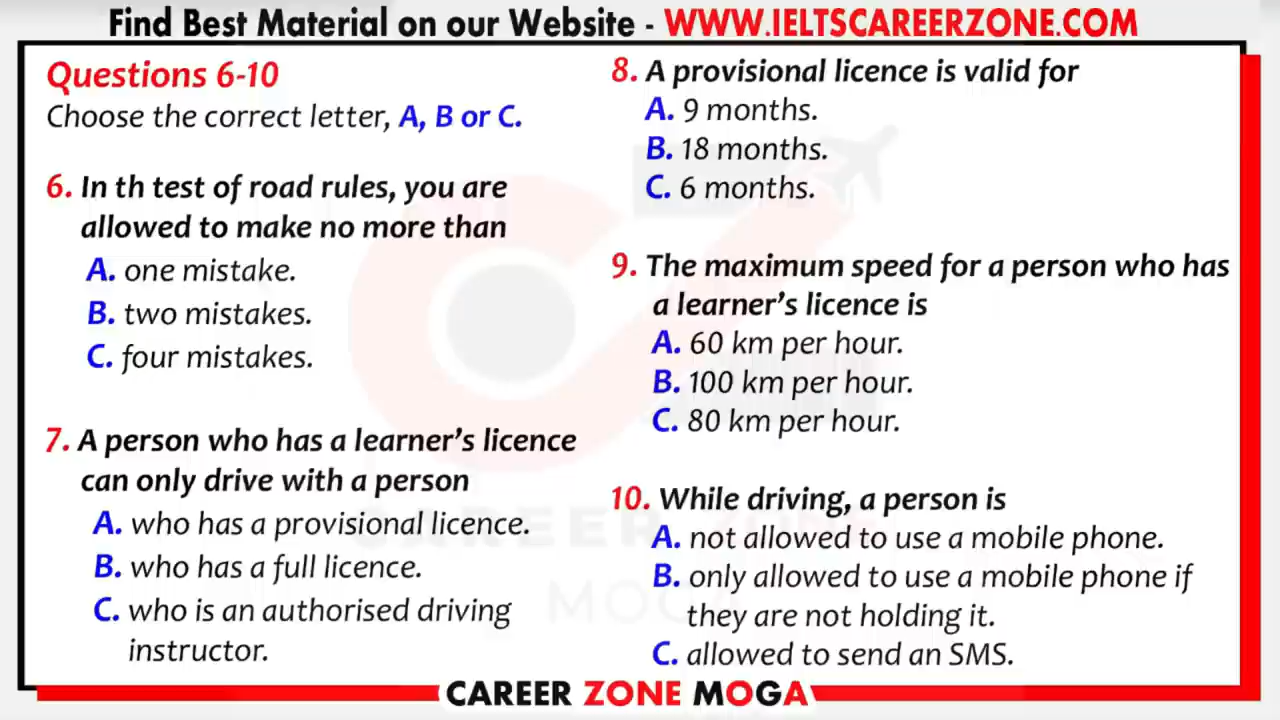 Find Best Material on our Website - WWW.IELTSCAREERZONE.COM
Questions 6-10
Choose the correct letter, A, B or C.
6. In th test of road rules, you are
allowed to make no more than
A. one mistake.
B. two mistakes.
C. four mistakes.
7. A person who has a learner's licence
can only drive with a person
A. who has a provisional licence.
B. who has a full licence.
C. who is an authorised driving
instructor.
8. A provisional licence is valid for
A. 9 months.
B. 18 months.
C. 6 months.
9. The maximum speed for a person who has
a learner's licence is
A. 60 km per hour.
B. 100 km per hour.
C. 80 km per hour.
10. While driving, a person is
A. not allowed to use a mobile phone.
B. only allowed to use a mobile phone if
they are not holding it.
C. allowed to send an SMS.
CAREER ZONE
MOGA
CAREER ZONE MOGA